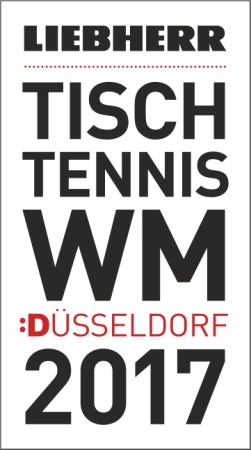 LIEBHERR
TISCH
TENNIS
WM
:DÜSSELDORF
2017